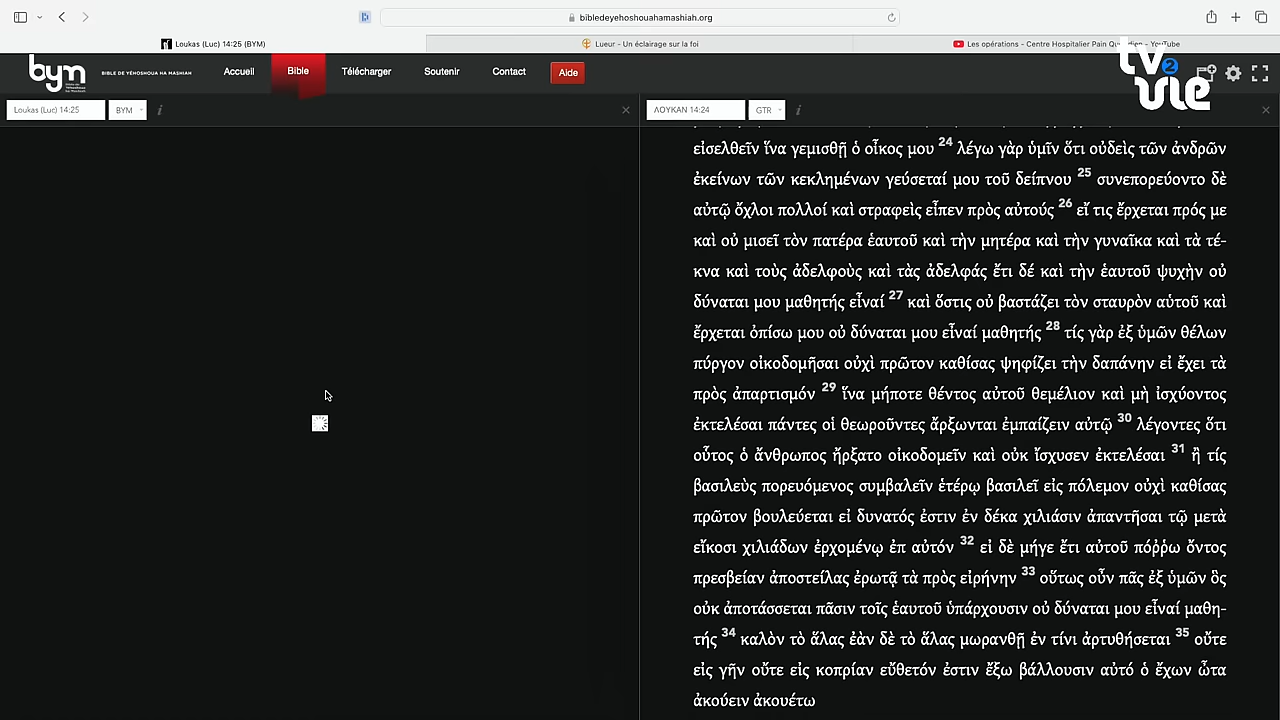 bibledeyehoshouahamashiah.org
Loukas (Luc) 14:25 (BYM)
Lueur - Un éclairage sur la foi
Les opérations - Centre Hospitalier Pain Quotidien - YouTube
bym
BIBLE DE YÉHOSHOUA HA MASHIAH
Accueil
Bible
Télécharger
Soutenir
Contact
Aide
tv2vie
Loukas (Luc) 14:25
BYM
i
ΛΟΥΚΑΝ 14:24
GTR
i
εἰσελθεῖν ἵνα γεμισθῇ ὁ οἶκος μου 24 λέγω γὰρ ὑμῖν ὅτι οὐδεὶς τῶν ἀνδρῶν
ἐκείνων τῶν κεκλημένων γεύσεταί μου τοῦ δείπνου 25 συνεπορεύοντο δὲ
αὐτῷ ὄχλοι πολλοί καὶ στραφεὶς εἶπεν πρὸς αὐτούς 26 εἴ τις ἔρχεται πρός με
καὶ οὐ μισεῖ τὸν πατέρα ἑαυτοῦ καὶ τὴν μητέρα καὶ τὴν γυναῖκα καὶ τὰ τέ-
κνα καὶ τοὺς ἀδελφοὺς καὶ τὰς ἀδελφάς ἔτι δέ καὶ τὴν ἑαυτοῦ ψυχὴν οὐ
δύναται μου μαθητής εἶναί 27 καὶ ὅστις οὐ βαστάζει τὸν σταυρὸν αὑτοῦ καὶ
ἔρχεται ὀπίσω μου οὐ δύναται μου εἶναί μαθητής 28 τίς γὰρ ἐξ ὑμῶν θέλων
πύργον οἰκοδομῆσαι οὐχὶ πρῶτον καθίσας ψηφίζει τὴν δαπάνην εἰ ἔχει τὰ
πρὸς ἀπαρτισμόν 29 ἵνα μήποτε θέντος αὐτοῦ θεμέλιον καὶ μὴ ἰσχύοντος
ἐκτελέσαι πάντες οἱ θεωροῦντες ἄρξωνται ἐμπαίζειν αὐτῷ 30 λέγοντες ὅτι
οὗτος ὁ ἄνθρωπος ἤρξατο οἰκοδομεῖν καὶ οὐκ ἴσχυσεν ἐκτελέσαι 31 ἢ τίς
βασιλεὺς πορευόμενος συμβαλεῖν ἑτέρῳ βασιλεῖ εἰς πόλεμον οὐχὶ καθίσας
πρῶτον βουλεύεται εἰ δυνατός ἐστιν ἐν δέκα χιλιάσιν ἀπαντῆσαι τῷ μετὰ
εἴκοσι χιλιάδων ἐρχομένῳ ἐπ αὐτόν 32 εἰ δὲ μήγε ἔτι αὐτοῦ πόῤῥω ὄντος
πρεσβείαν ἀποστείλας ἐρωτᾷ τὰ πρὸς εἰρήνην 33 οὕτως οὖν πᾶς ἐξ ὑμῶν ὃς
οὐκ ἀποτάσσεται πᾶσιν τοῖς ἑαυτοῦ ὑπάρχουσιν οὐ δύναται μου εἶναί μαθη-
τής 34 καλὸν τὸ ἅλας ἐὰν δὲ τὸ ἅλας μωρανθῇ ἐν τίνι ἀρτυθήσεται 35 οὔτε
εἰς γῆν οὔτε εἰς κοπρίαν εὔθετόν ἐστιν ἔξω βάλλουσιν αὐτό ὁ ἔχων ὦτα
ἀκούειν ἀκουέτω